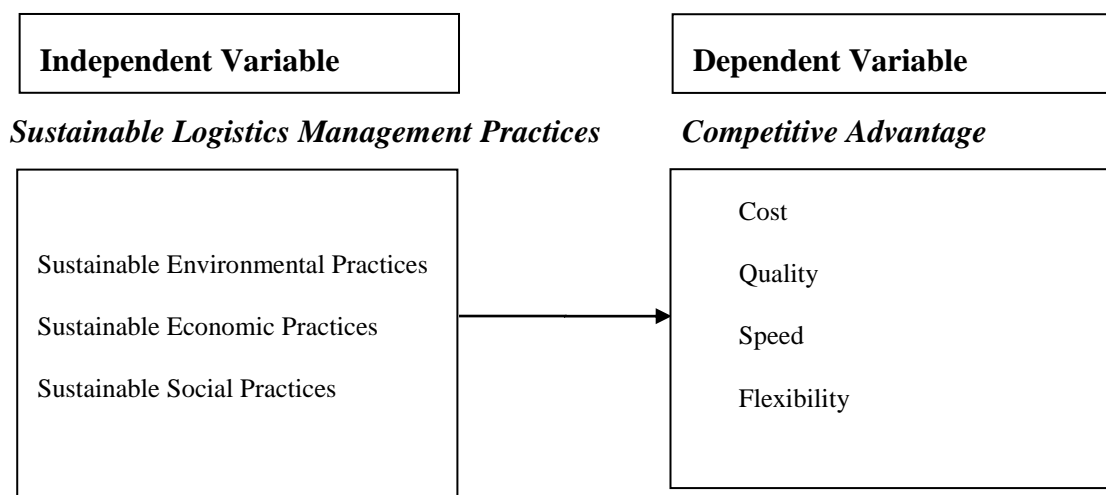 Independent Variable
Dependent Variable
Sustainable Logistics Management Practices
Competitive Advantage
Sustainable Environmental Practices
Sustainable Economic Practices
Sustainable Social Practices
Cost
Quality
Speed
Flexibility